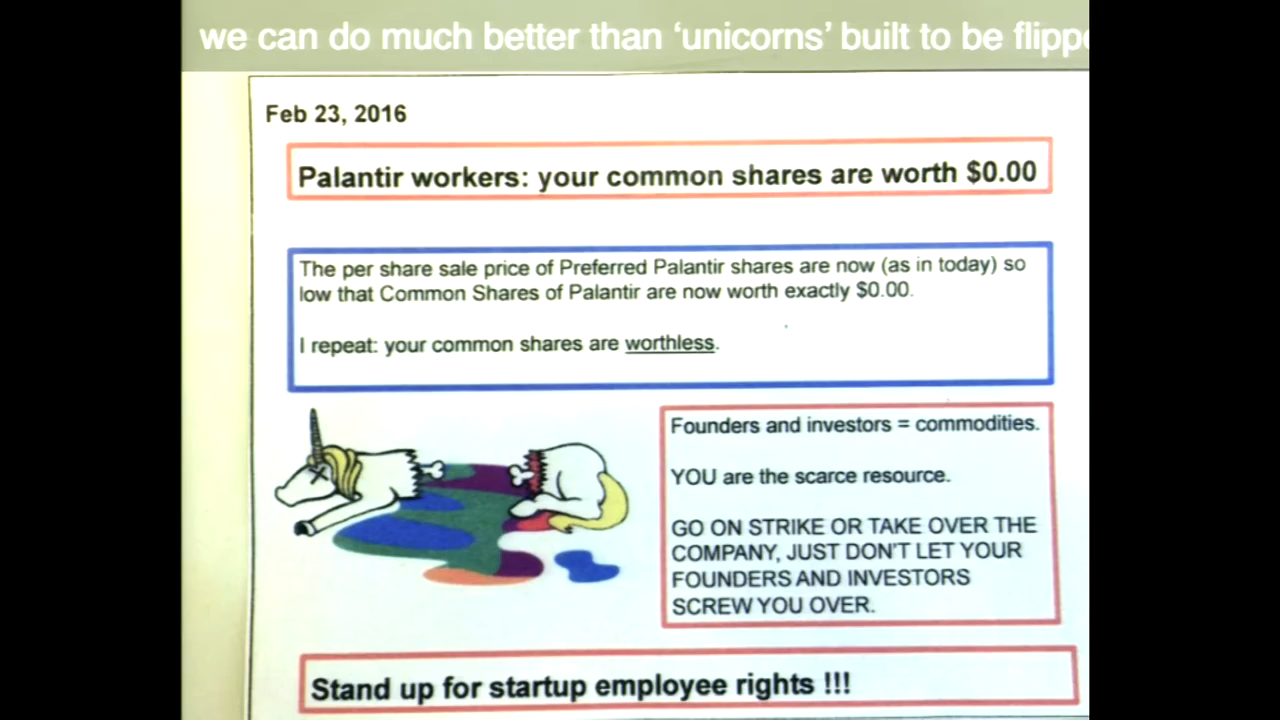 we can do much better than ‘unicorns’ built to be
Feb 23, 2016
Palantir workers: your common shares are worth $0.00
The per share sale price of Preferred Palantir shares are now (as in today) so
low that Common Shares of Palantir are now worth exactly $0.00.
I repeat: your common shares are worthless.
Founders and investors = commodities.
YOU are the scarce resource.
GO ON STRIKE OR TAKE OVER THE
COMPANY, JUST DON'T LET YOUR
FOUNDERS AND INVESTORS
SCREW YOU OVER.
Stand up for startup employee rights !!!